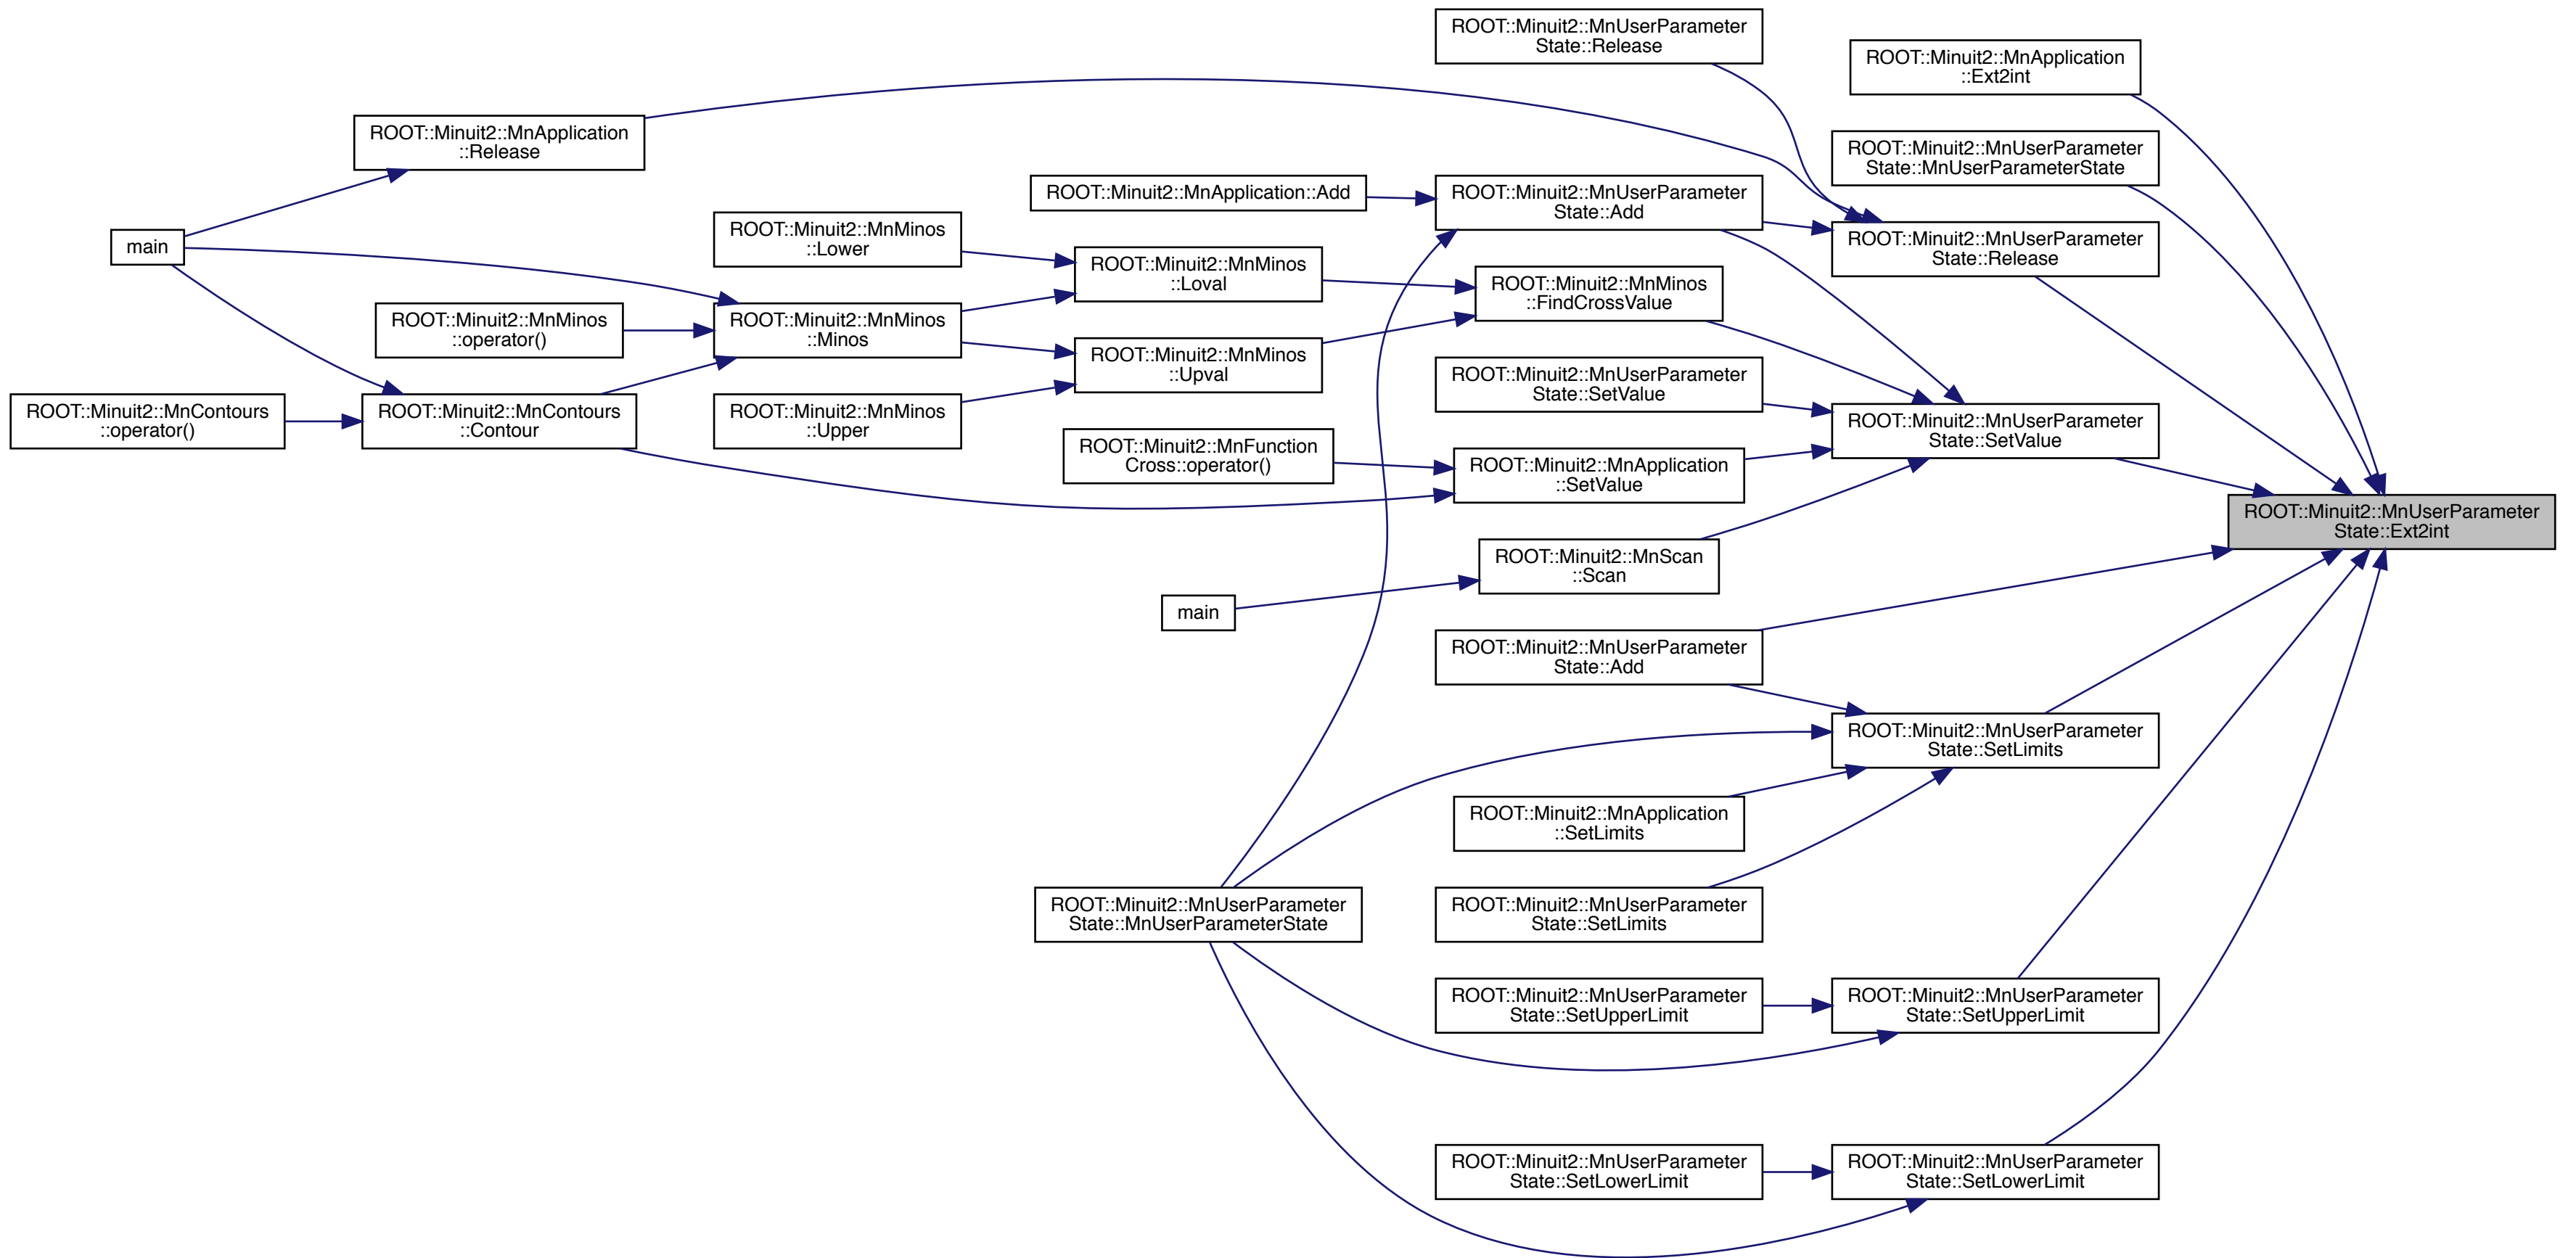 ROOT::Minuit2::MnUserParameter
State::Release
ROOT::Minuit2::MnApplication
::Ext2int
ROOT::Minuit2::MnApplication
::Release
ROOT::Minuit2::MnUserParameter
State::MnUserParameterState
ROOT::Minuit2::MnApplication::Add
ROOT::Minuit2::MnUserParameter
State::Add
main
ROOT::Minuit2::MnMinos
::Lower
ROOT::Minuit2::MnUserParameter
State::Release
ROOT::Minuit2::MnMinos
::Loval
ROOT::Minuit2::MnMinos
::FindCrossValue
ROOT::Minuit2::MnMinos
::operator()
ROOT::Minuit2::MnMinos
::Minos
ROOT::Minuit2::MnMinos
::Upval
ROOT::Minuit2::MnUserParameter
State::SetValue
ROOT::Minuit2::MnContours
::operator()
ROOT::Minuit2::MnContours
::Contour
ROOT::Minuit2::MnMinos
::Upper
ROOT::Minuit2::MnUserParameter
State::SetValue
ROOT::Minuit2::MnFunction
Cross::operator()
ROOT::Minuit2::MnApplication
::SetValue
ROOT::Minuit2::MnUserParameter
State::Ext2int
ROOT::Minuit2::MnScan
::Scan
main
ROOT::Minuit2::MnUserParameter
State::Add
ROOT::Minuit2::MnUserParameter
State::SetLimits
ROOT::Minuit2::MnApplication
::SetLimits
ROOT::Minuit2::MnUserParameter
State::MnUserParameterState
ROOT::Minuit2::MnUserParameter
State::SetLimits
ROOT::Minuit2::MnUserParameter
State::SetUpperLimit
ROOT::Minuit2::MnUserParameter
State::SetUpperLimit
ROOT::Minuit2::MnUserParameter
State::SetLowerLimit
ROOT::Minuit2::MnUserParameter
State::SetLowerLimit